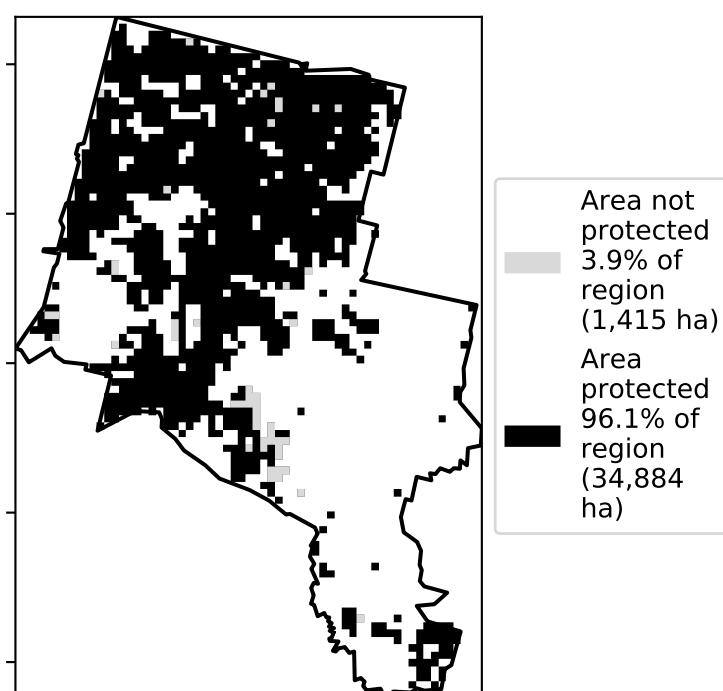 Area not
protected
3.9% of
region
(1,415 ha)
Area
protected
96.1% of
region
(34,884
ha)